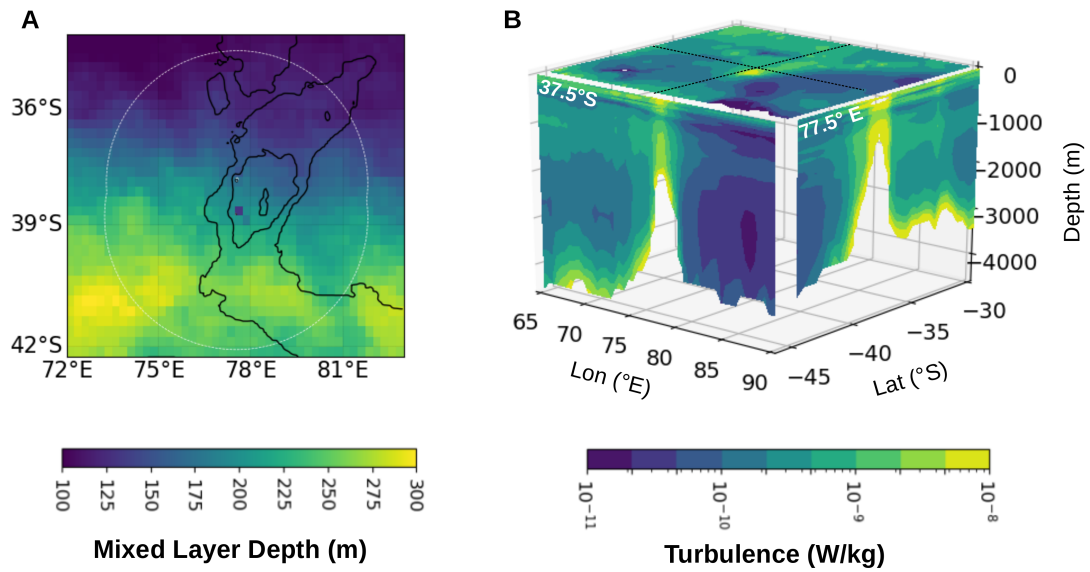 A
36°S
39°S
42°S
72°E 75°E 78°E 81°E
100 125 150 175 200 225 250 275 300
Mixed Layer Depth (m)
B
37.5°S
77.5° E
0
−1000
−2000
−3000
−4000
Depth (m)
65 70 75 80 85 90
Lon (°E)
−45 −40 −35 −30
Lat (°S)
10⁻¹¹ 10⁻¹⁰ 10⁻⁹ 10⁻⁸
Turbulence (W/kg)